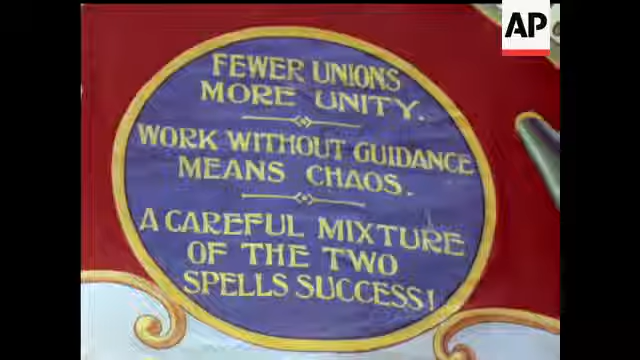 AP
FEWER UNIONS
MORE UNITY.
WORK WITHOUT GUIDANCE
MEANS CHAOS.
A CAREFUL MIXTURE
OF THE TWO
SPELLS SUCCESS!